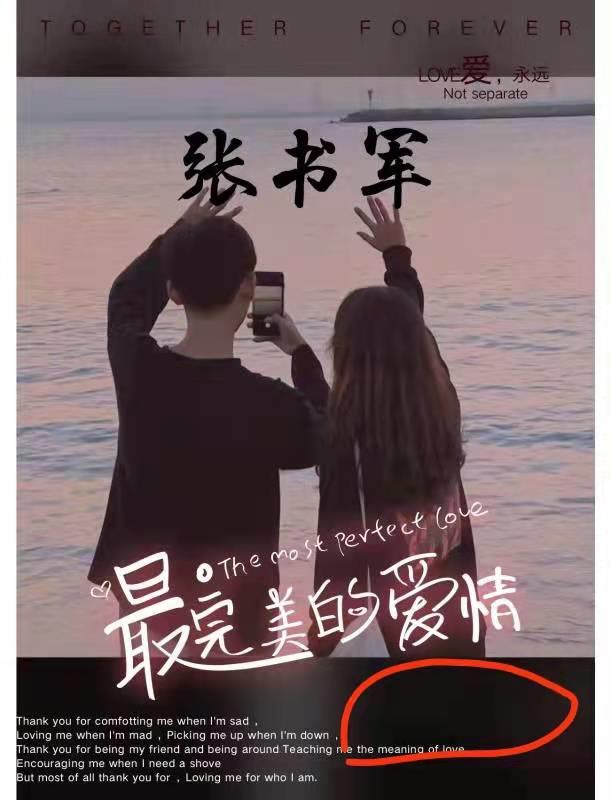 TOGETHER FOREVER
LOVE爱，永远
Not separate
张书军
The most perfect love
最完美的爱情
Thank you for comfotting me when I'm sad ,
Loving me when I'm mad , Picking me up when I'm down ,
Thank you for being my friend and being around Teaching me the meaning of love
Encouraging me when I need a shove
But most of all thank you for , Loving me for who I am.